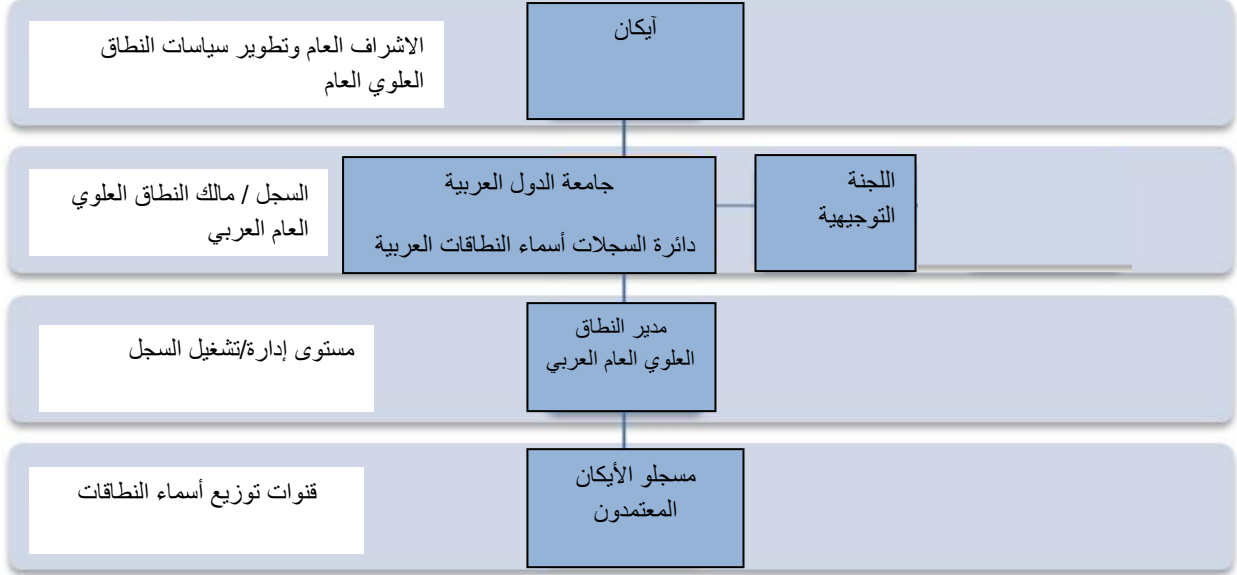 آيكان
الاشراف العام وتطوير سياسات النطاق
العلوي العام
اللجنة
التوجيهية
جامعة الدول العربية
دائرة السجلات أسماء النطاقات العربية
السجل / مالك النطاق العلوي
العام العربي
مدير النطاق
العلوي العام العربي
مستوى إدارة/تشغيل السجل
مسجلو الأيكان
المعتمدون
قنوات توزيع أسماء النطاقات